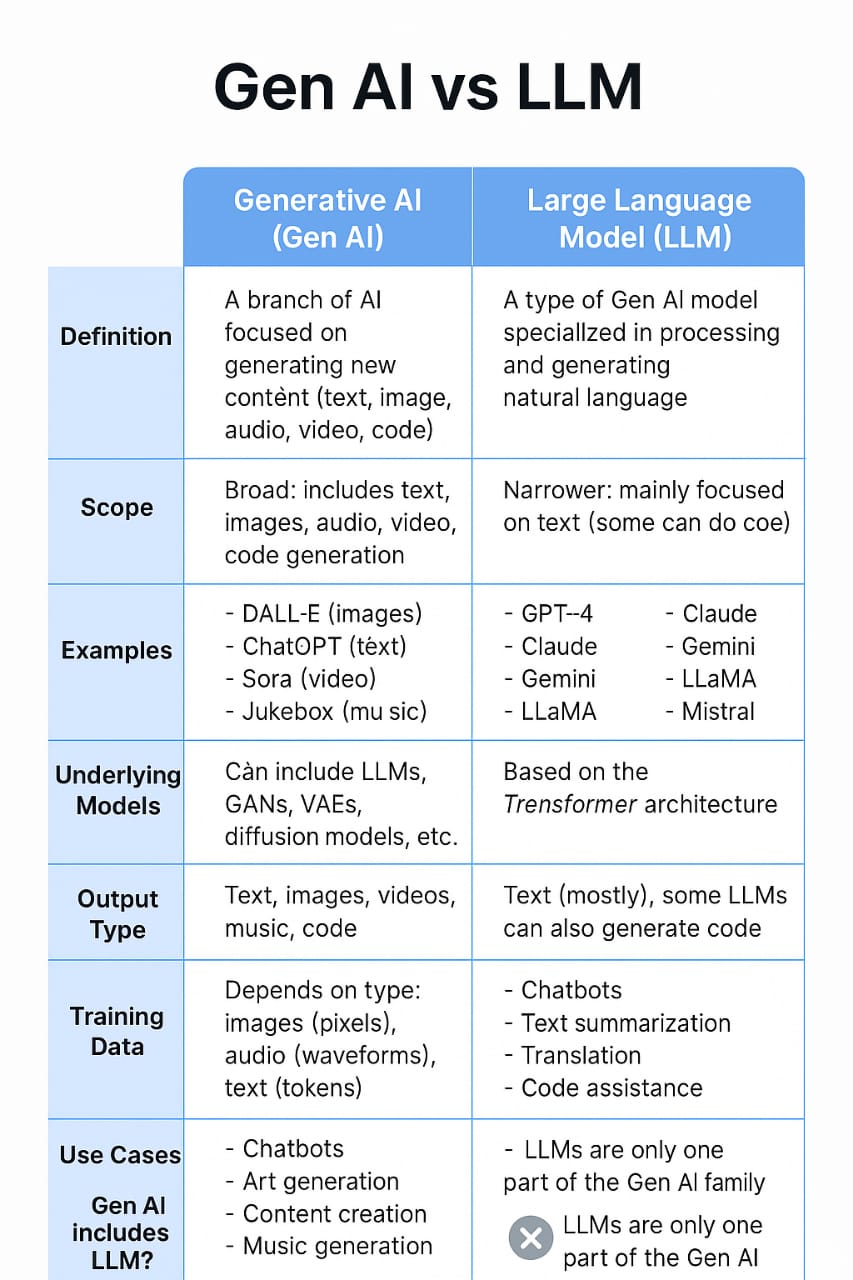 Gen AI vs LLM
Generative AI
(Gen AI)
Large Language
Model (LLM)
Definition
A branch of AI
focused on
generating new
contènt (text, image,
audio, video, code)
A type of Gen AI model
speciallzed in processing
and generating
natural language
Scope
Broad: includes text,
images, audio, video,
code generation
Narrower: mainly focused
on text (some can do coe)
Examples
- DALL-E (images)
- ChatOPT (téxt)
- Sora (video)
- Jukebox (mu sic)
- GPT--4
- Claude
- Gemini
- LLaMA
- Claude
- Gemini
- LLaMA
- Mistral
Underlying
Models
Càn include LLMs,
GANs, VAEs,
diffusion models, etc.
Based on the
Trensformer architecture
Output
Type
Text, images, videos,
music, code
Text (mostly), some LLMs
can also generate code
Training
Data
Depends on type:
images (pixels),
audio (waveforms),
text (tokens)
- Chatbots
- Text summarization
- Translation
- Code assistance
Use Cases
- Chatbots
- Art generation
- Content creation
- Music generation
- LLMs are only one
part of the Gen AI family
Gen AI
includes
LLM?
LLMs are only one
part of the Gen AI